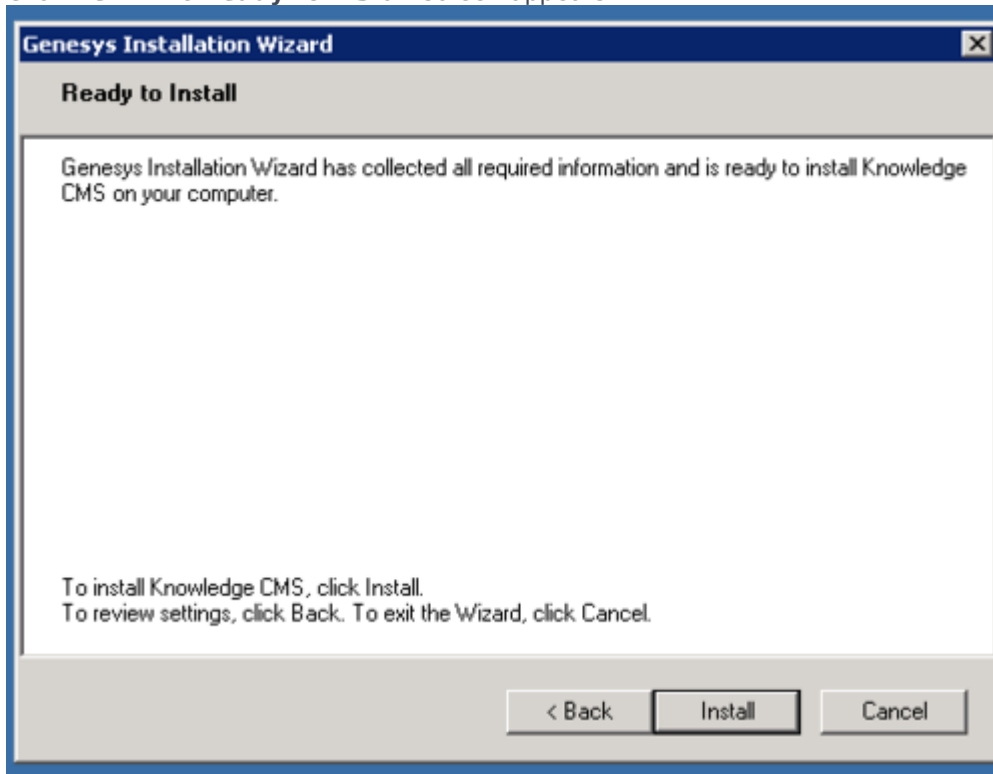 Genesys Installation Wizard
Ready to Install
Genesys Installation Wizard has collected all required information and is ready to install Knowledge
CMS on your computer.
To install Knowledge CMS, click Install.
To review settings, click Back. To exit the Wizard, click Cancel.
< Back Install Cancel